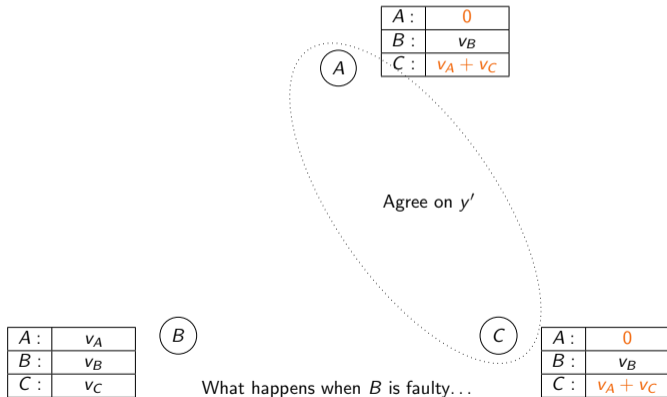 A : 0
B : v_B
C : v_A + v_C
A
Agree on y′
B
C
A : v_A
B : v_B
C : v_C
A : 0
B : v_B
C : v_A + v_C
What happens when B is faulty…